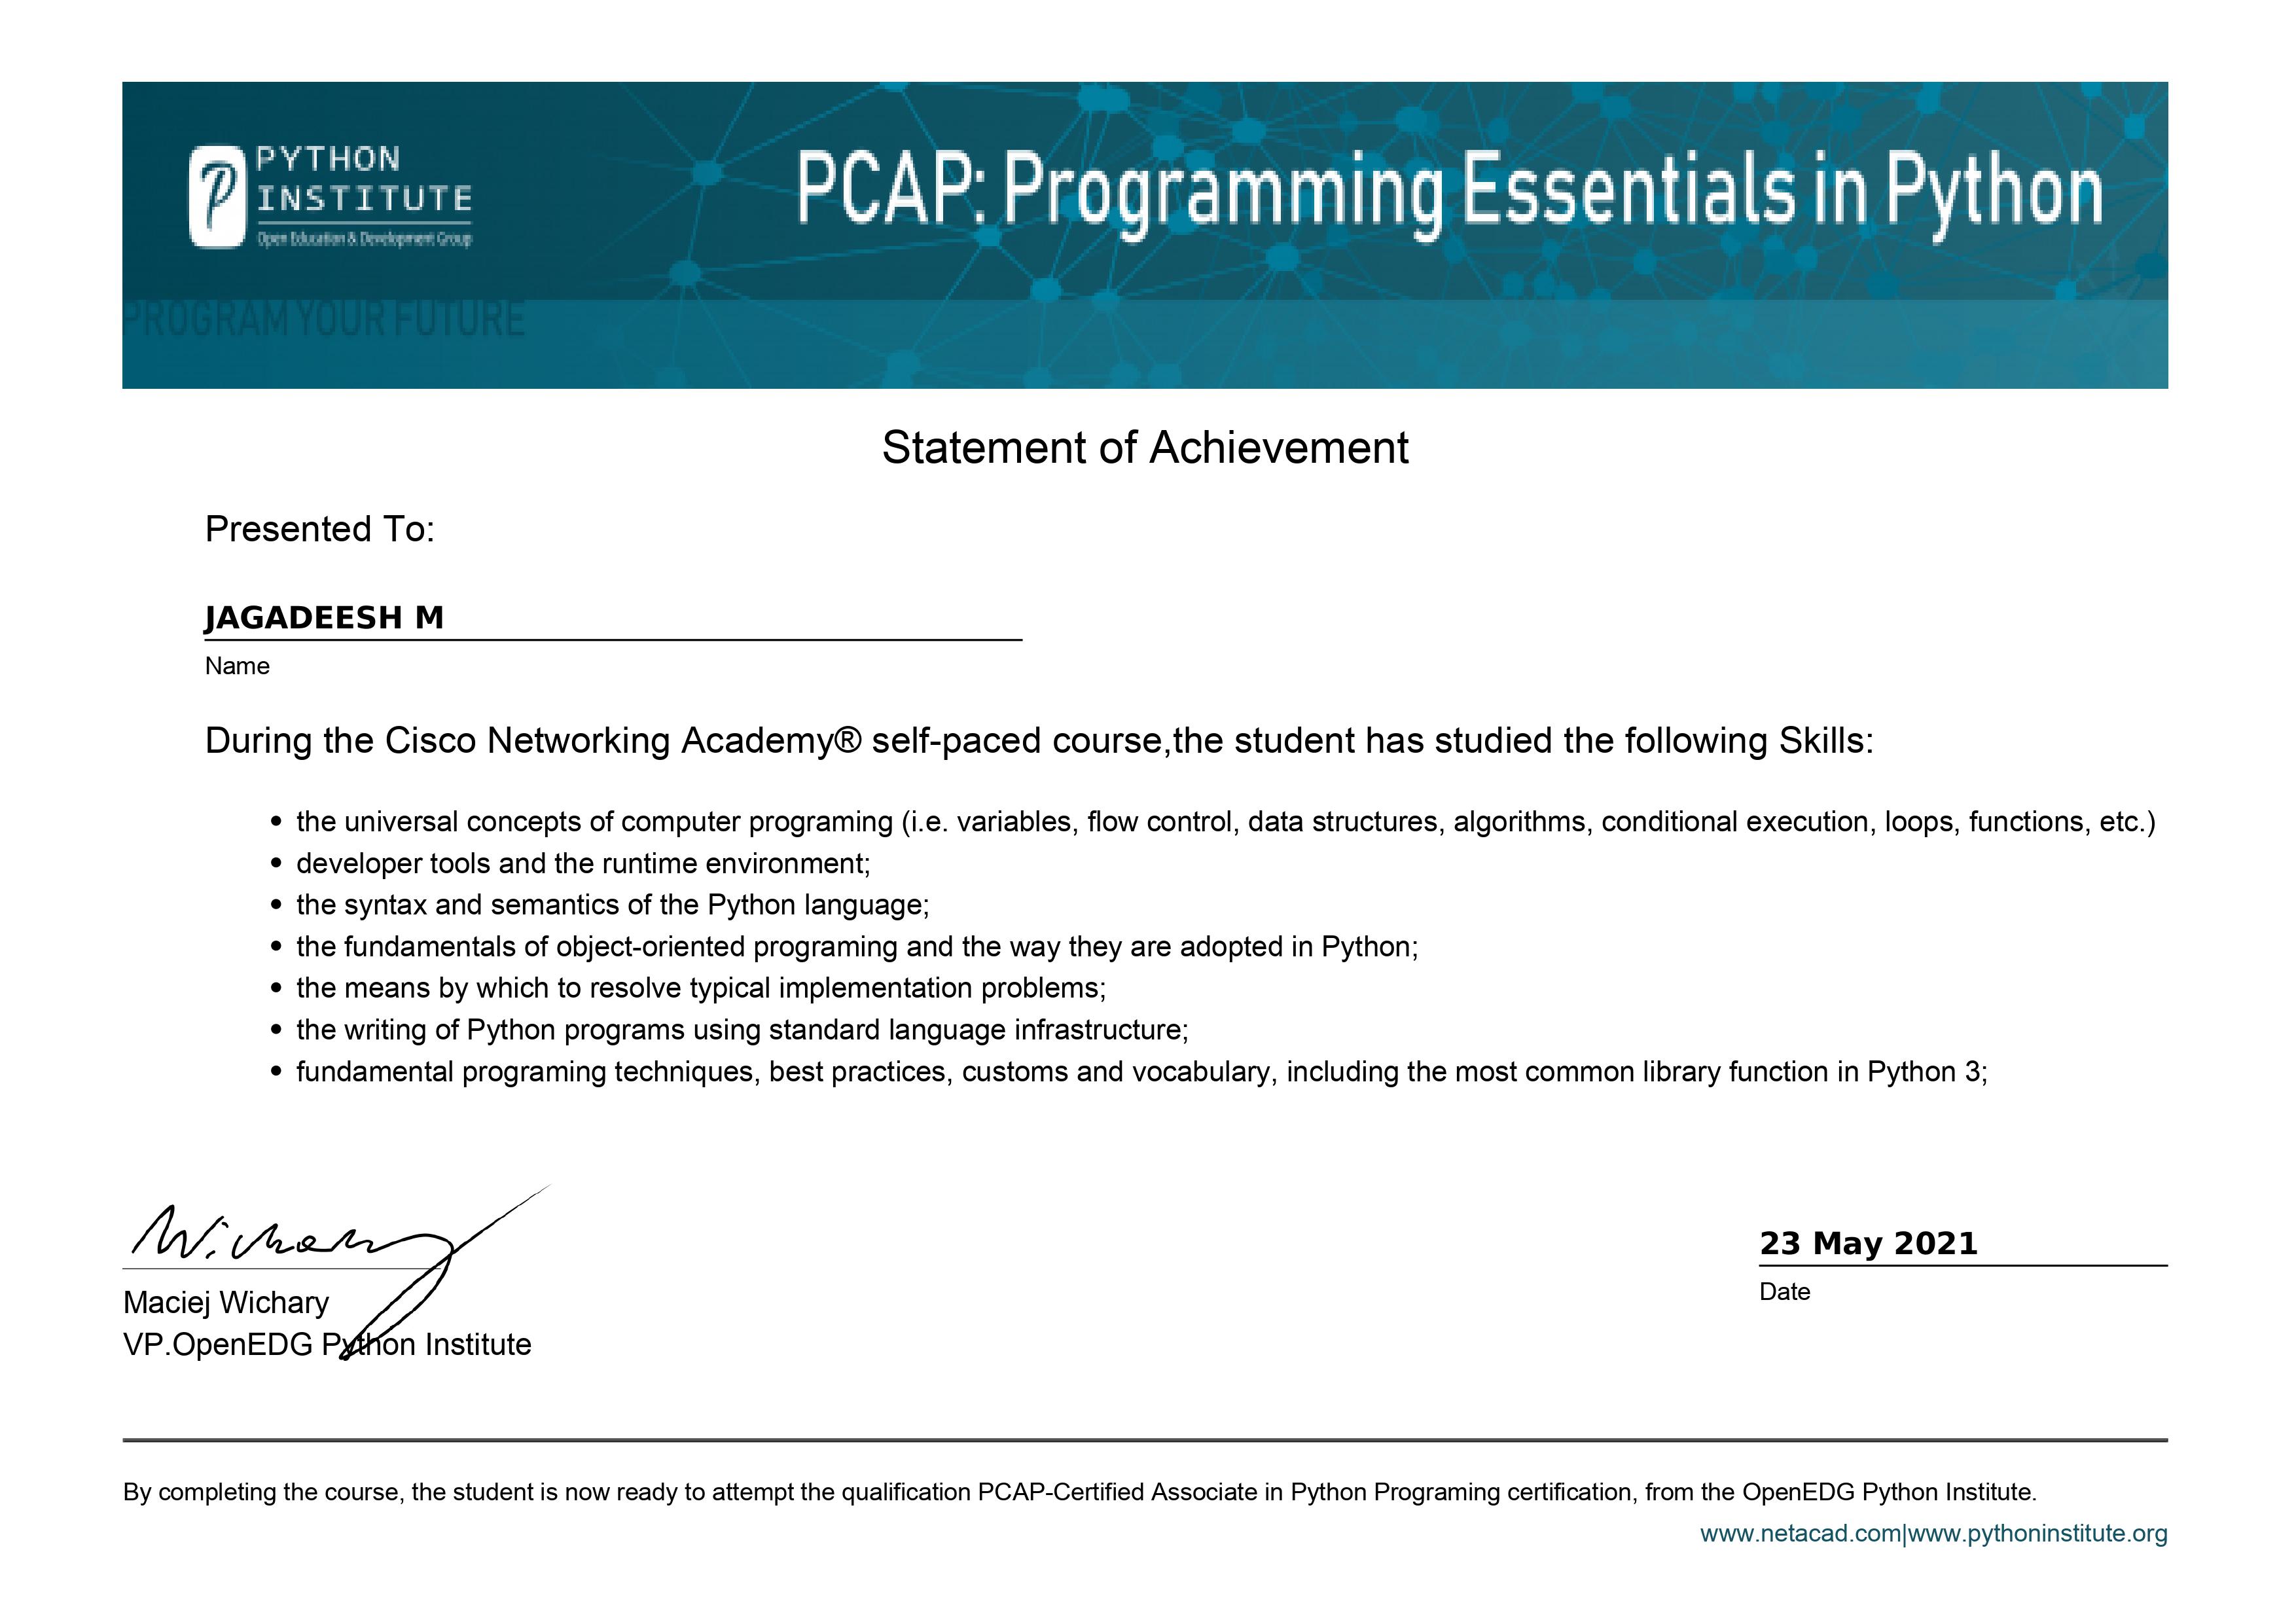 PYTHON
INSTITUTE
Open Education & Development Group
PCAP: Programming Essentials in Python
PROGRAM YOUR FUTURE
Statement of Achievement
Presented To:
JAGADEESH M
Name
During the Cisco Networking Academy® self-paced course,the student has studied the following Skills:
• the universal concepts of computer programing (i.e. variables, flow control, data structures, algorithms, conditional execution, loops, functions, etc.)
• developer tools and the runtime environment;
• the syntax and semantics of the Python language;
• the fundamentals of object-oriented programing and the way they are adopted in Python;
• the means by which to resolve typical implementation problems;
• the writing of Python programs using standard language infrastructure;
• fundamental programing techniques, best practices, customs and vocabulary, including the most common library function in Python 3;
Wichary
Maciej Wichary
VP.OpenEDG Python Institute
23 May 2021
Date
By completing the course, the student is now ready to attempt the qualification PCAP-Certified Associate in Python Programing certification, from the OpenEDG Python Institute.
www.netacad.com|www.pythoninstitute.org